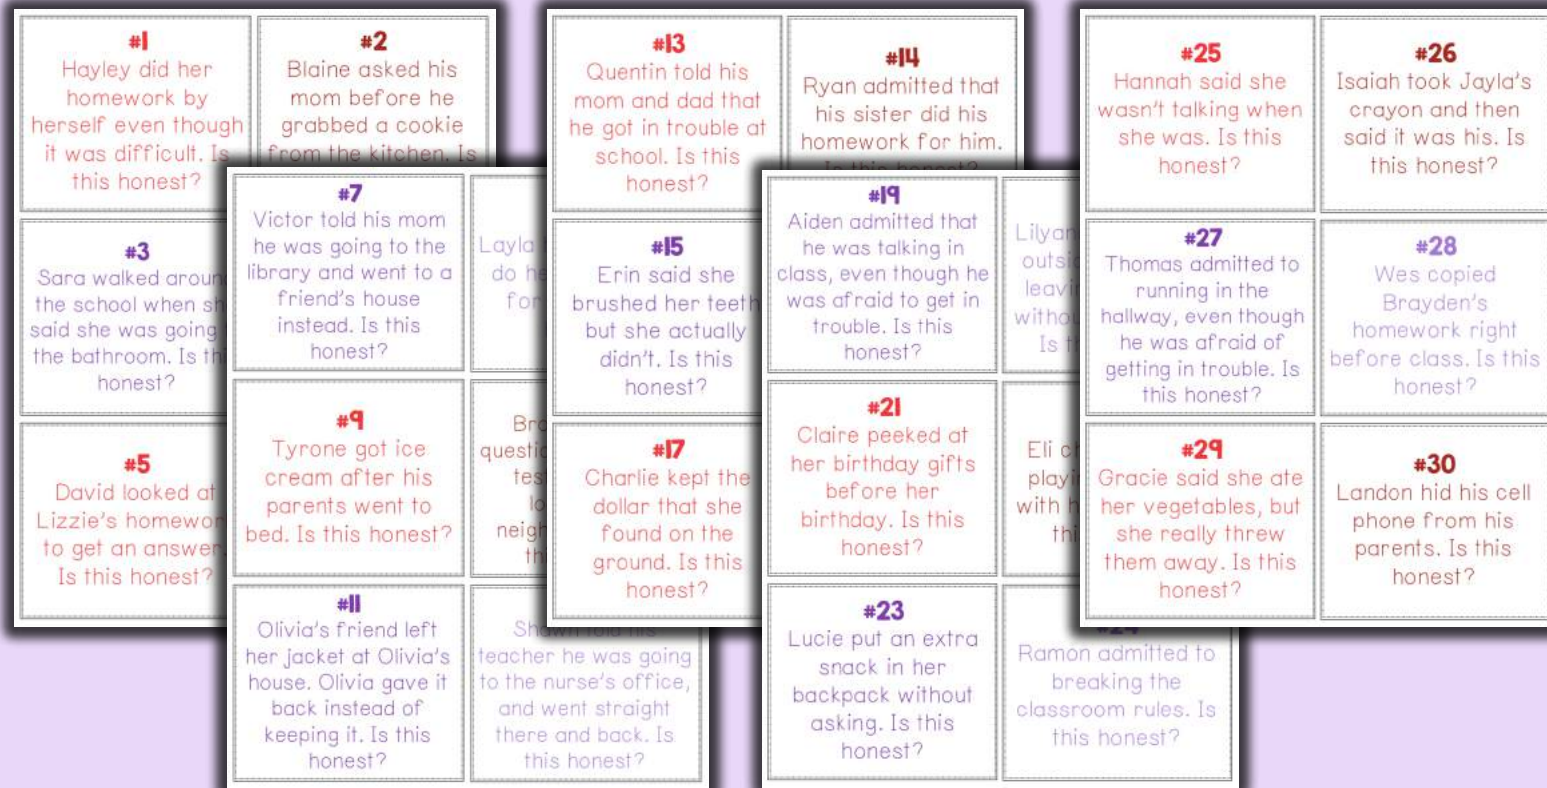 #1
Hayley did her
homework by
herself even though
it was difficult. Is
this honest?
#2
Blaine asked his
mom before he
grabbed a cookie
from the kitchen. Is
#3
Sara walked
the school when
said she was going
the bathroom. Is
honest?
#5
David looked at
Lizzie's
to get an answer.
Is this honest?
#7
Victor told his mom
he was going to the
library and went to a
friend's house
instead. Is this
honest?
Layla
do
for
#9
Tyrone got ice
cream after his
parents went to
bed. Is this honest?
#11
Olivia's friend left
her jacket at Olivia's
house. Olivia gave it
back instead of
keeping it. Is this
honest?
Shawn told his
teacher he was going
to the nurse's office,
and went straight
there and back. Is
this honest?
#13
Quentin told his
mom and dad that
he got in trouble at
school. Is this
honest?
#14
Ryan admitted that
his sister did his
homework for him.
Is this honest?
#15
Erin said she
brushed her teeth
but she actually
didn't. Is this
honest?
#17
Charlie kept the
dollar that she
found on the
ground. Is this
honest?
#19
Aiden admitted that
he was talking in
class, even though he
was afraid to get in
trouble. Is this
honest?
#21
Claire peeked at
her birthday gifts
before her
birthday. Is this
honest?
Eli
with
#23
Lucie put an extra
snack in her
backpack without
asking. Is this
honest?
#24
Ramon admitted to
breaking the
classroom rules. Is
this honest?
#25
Hannah said she
wasn't talking when
she was. Is this
honest?
#26
Isaiah took Jayla's
crayon and then
said it was his. Is
this honest?
#27
Thomas admitted to
running in the
hallway, even though
he was afraid of
getting in trouble. Is
this honest?
#28
Wes copied
Brayden's
homework right
before class. Is this
honest?
#29
Gracie said she ate
her vegetables, but
she really threw
them away. Is this
honest?
#30
Landon hid his cell
phone from his
parents. Is this
honest?